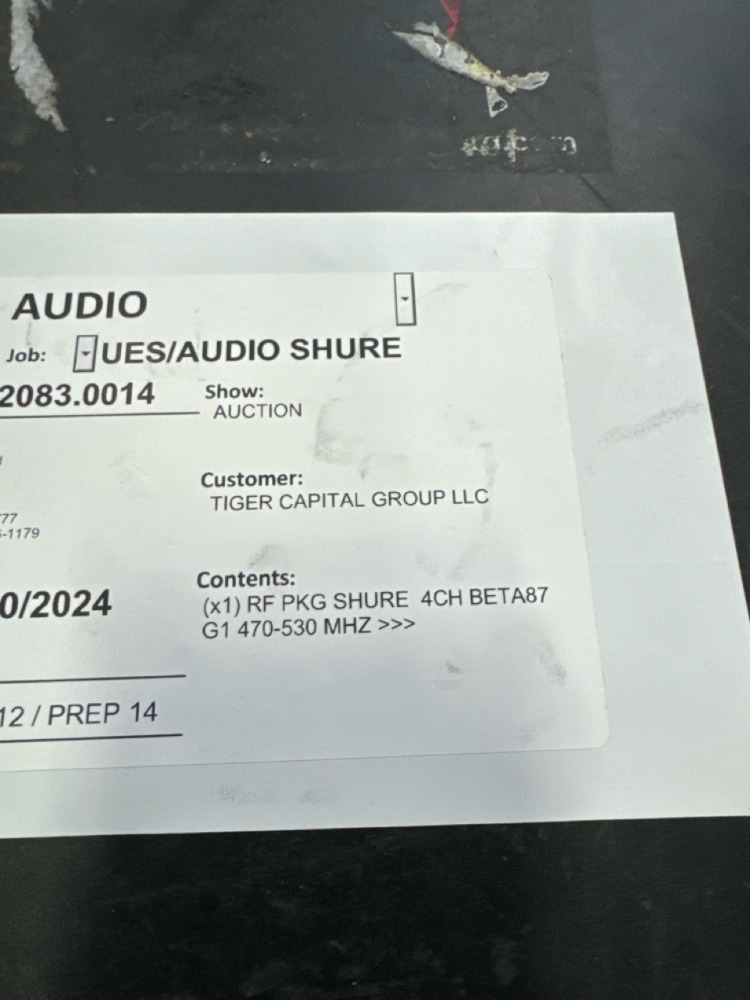 AUDIO
Job: UES/AUDIO SHURE
2083.0014
Show:
AUCTION
Customer:
TIGER CAPITAL GROUP LLC
77
-1179
Contents:
0/2024
(x1) RF PKG SHURE 4CH BETA87
G1 470-530 MHZ >>>
12 / PREP 14